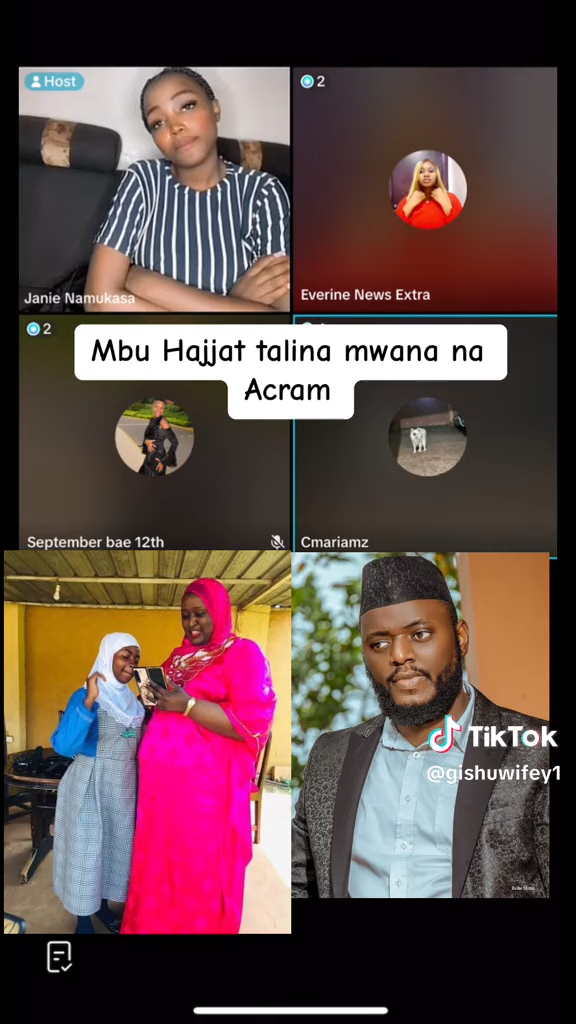 Host
2
Janie Namukasa
Everine News Extra
2
Mbu Hajjat talina mwana na
Acram
September bae 12th
Cmariamz
TikTok
@gishuwifey1